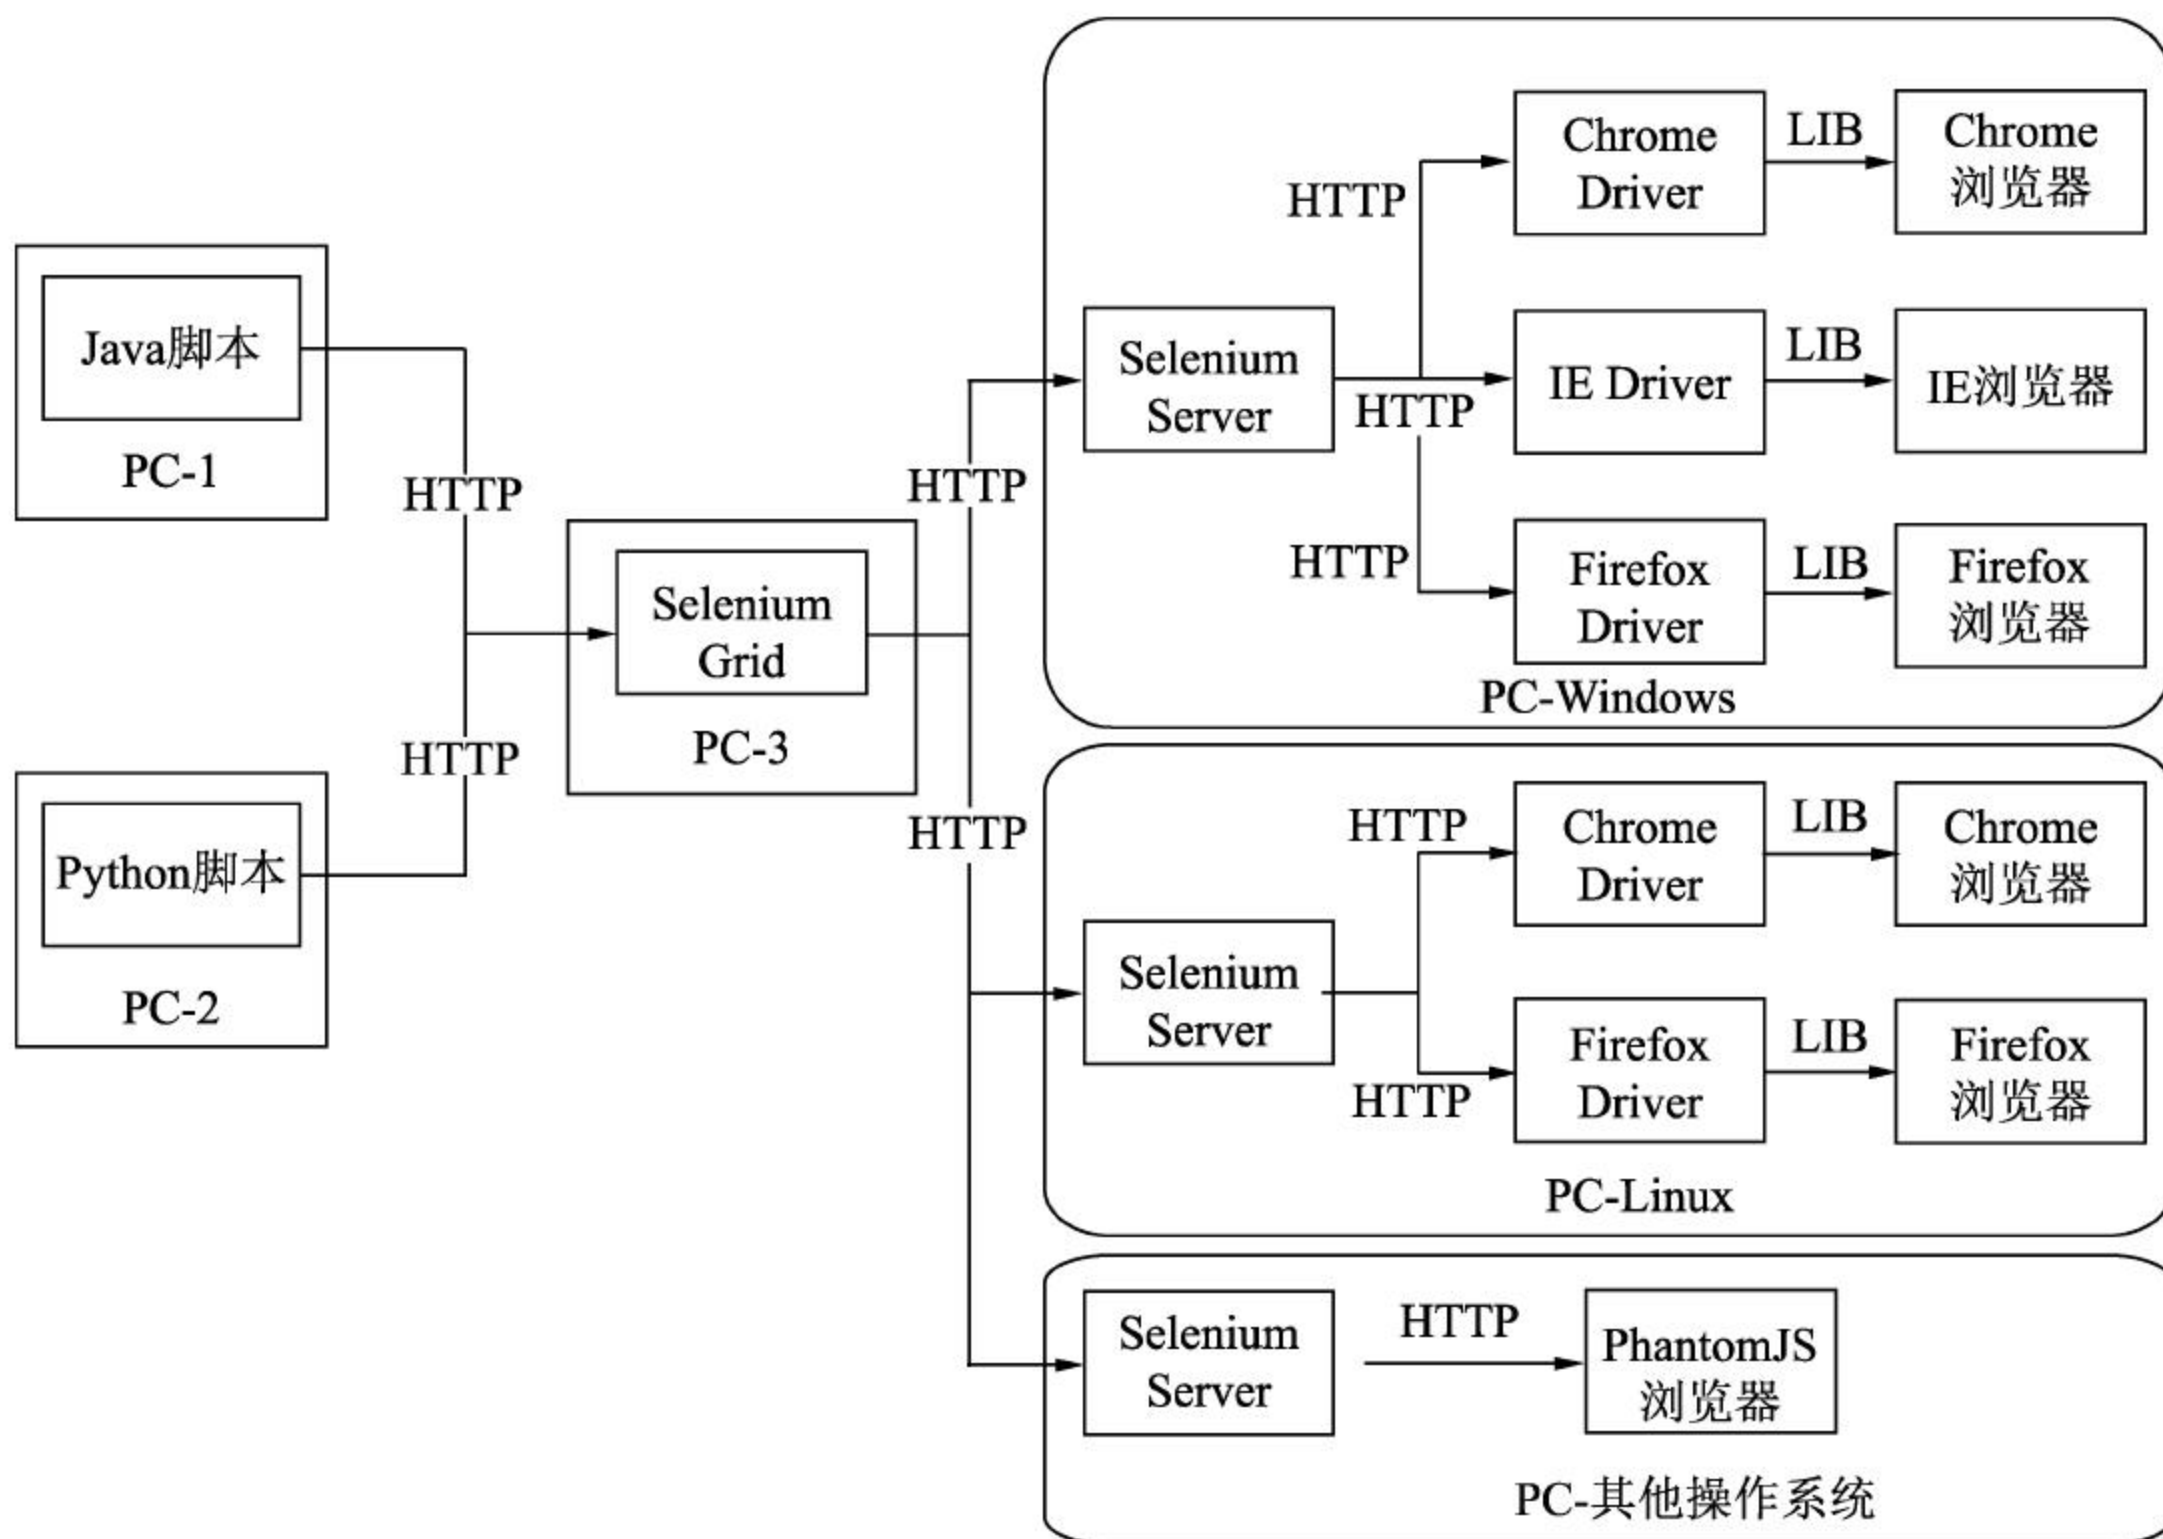 Java脚本
PC-1
HTTP
HTTP
Python脚本
PC-2
Selenium
Grid
PC-3
HTTP
HTTP
Selenium
Server
HTTP
HTTP
HTTP
Chrome
Driver
LIB
Chrome
浏览器
IE Driver
LIB
IE浏览器
Firefox
Driver
LIB
Firefox
浏览器
PC-Windows
Selenium
Server
HTTP
HTTP
Chrome
Driver
LIB
Chrome
浏览器
Firefox
Driver
LIB
Firefox
浏览器
PC-Linux
Selenium
Server
HTTP
PhantomJS
浏览器
PC-其他操作系统